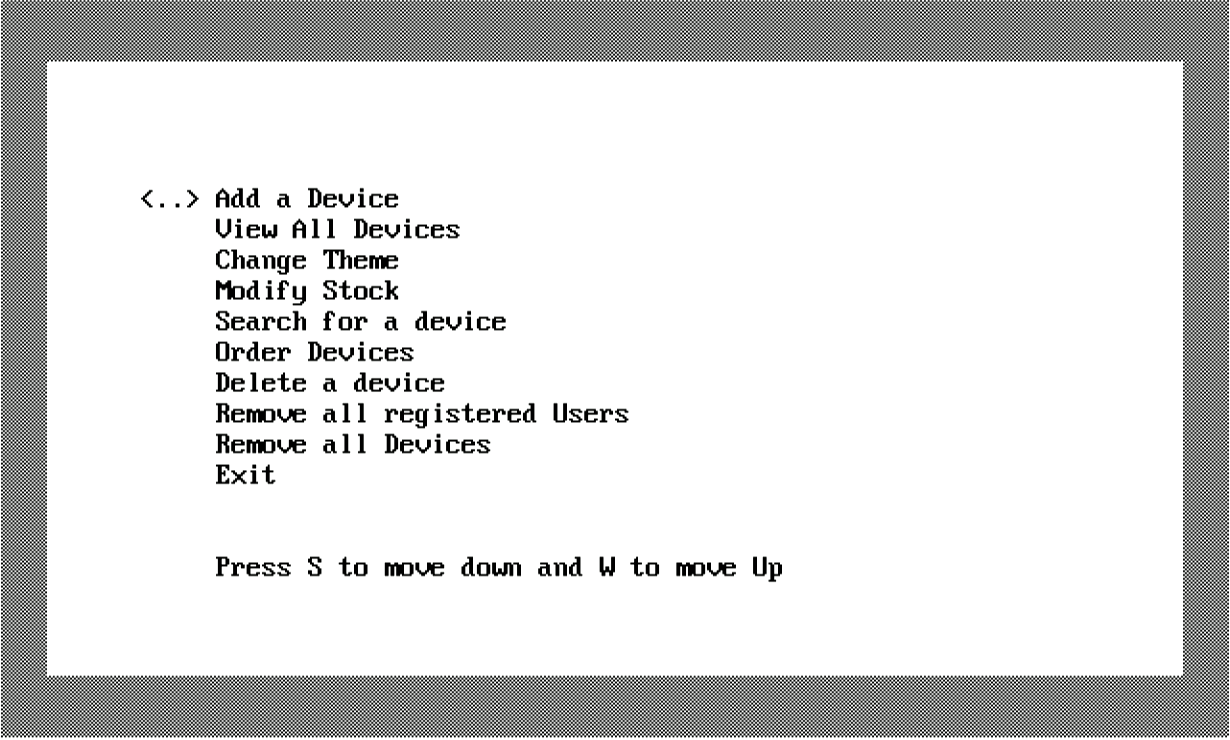 <..> Add a Device
View All Devices
Change Theme
Modify Stock
Search for a device
Order Devices
Delete a device
Remove all registered Users
Remove all Devices
Exit
Press S to move down and W to move Up